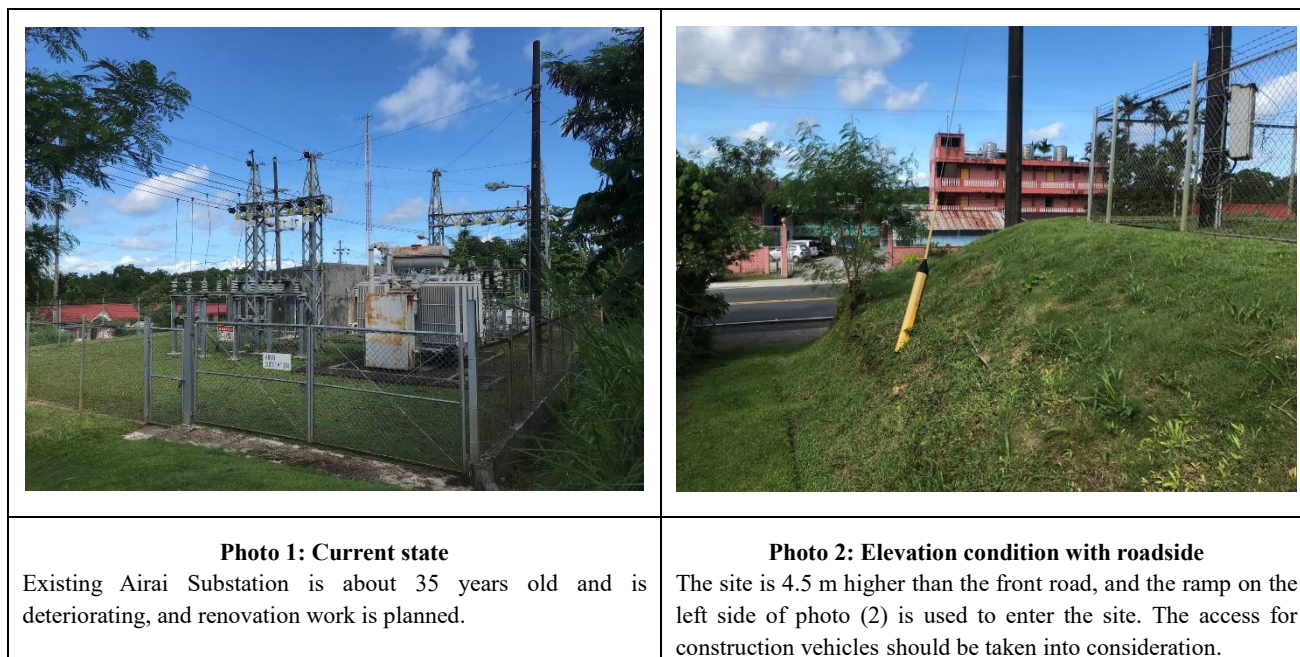 Photo 1: Current state
Existing Airai Substation is about 35 years old and is
deteriorating, and renovation work is planned.
Photo 2: Elevation condition with roadside
The site is 4.5 m higher than the front road, and the ramp on the
left side of photo (2) is used to enter the site. The access for
construction vehicles should be taken into consideration.